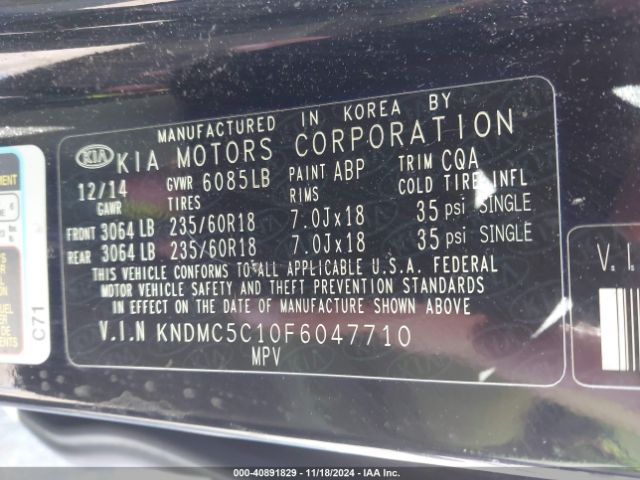 MANUFACTURED IN KOREA BY
KIA KIA MOTORS CORPORATION
12/14 GVWR 6085LB PAINT ABP TRIM CQA
GAWR TIRES RIMS COLD TIRE INFL
FRONT 3064 LB 235/60R18 7.0Jx18 35 psi SINGLE
REAR 3064 LB 235/60R18 7.0Jx18 35 psi SINGLE
THIS VEHICLE CONFORMS TO ALL APPLICABLE U.S.A. FEDERAL
MOTOR VEHICLE SAFETY AND THEFT PREVENTION STANDARDS
IN EFFECT ON THE DATE OF MANUFACTURE SHOWN ABOVE
V.I.N KNDMC5C10F6047710
MPV
C71
V.I.
000-40891829 - 11/18/2024 - IAA Inc.